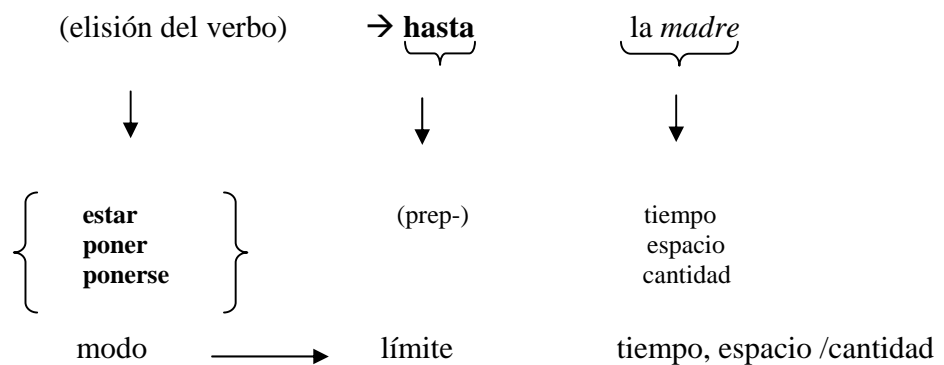 (elisión del verbo) → hasta la madre
estar (prep-) tiempo
poner espacio
ponerse cantidad
modo límite tiempo, espacio /cantidad